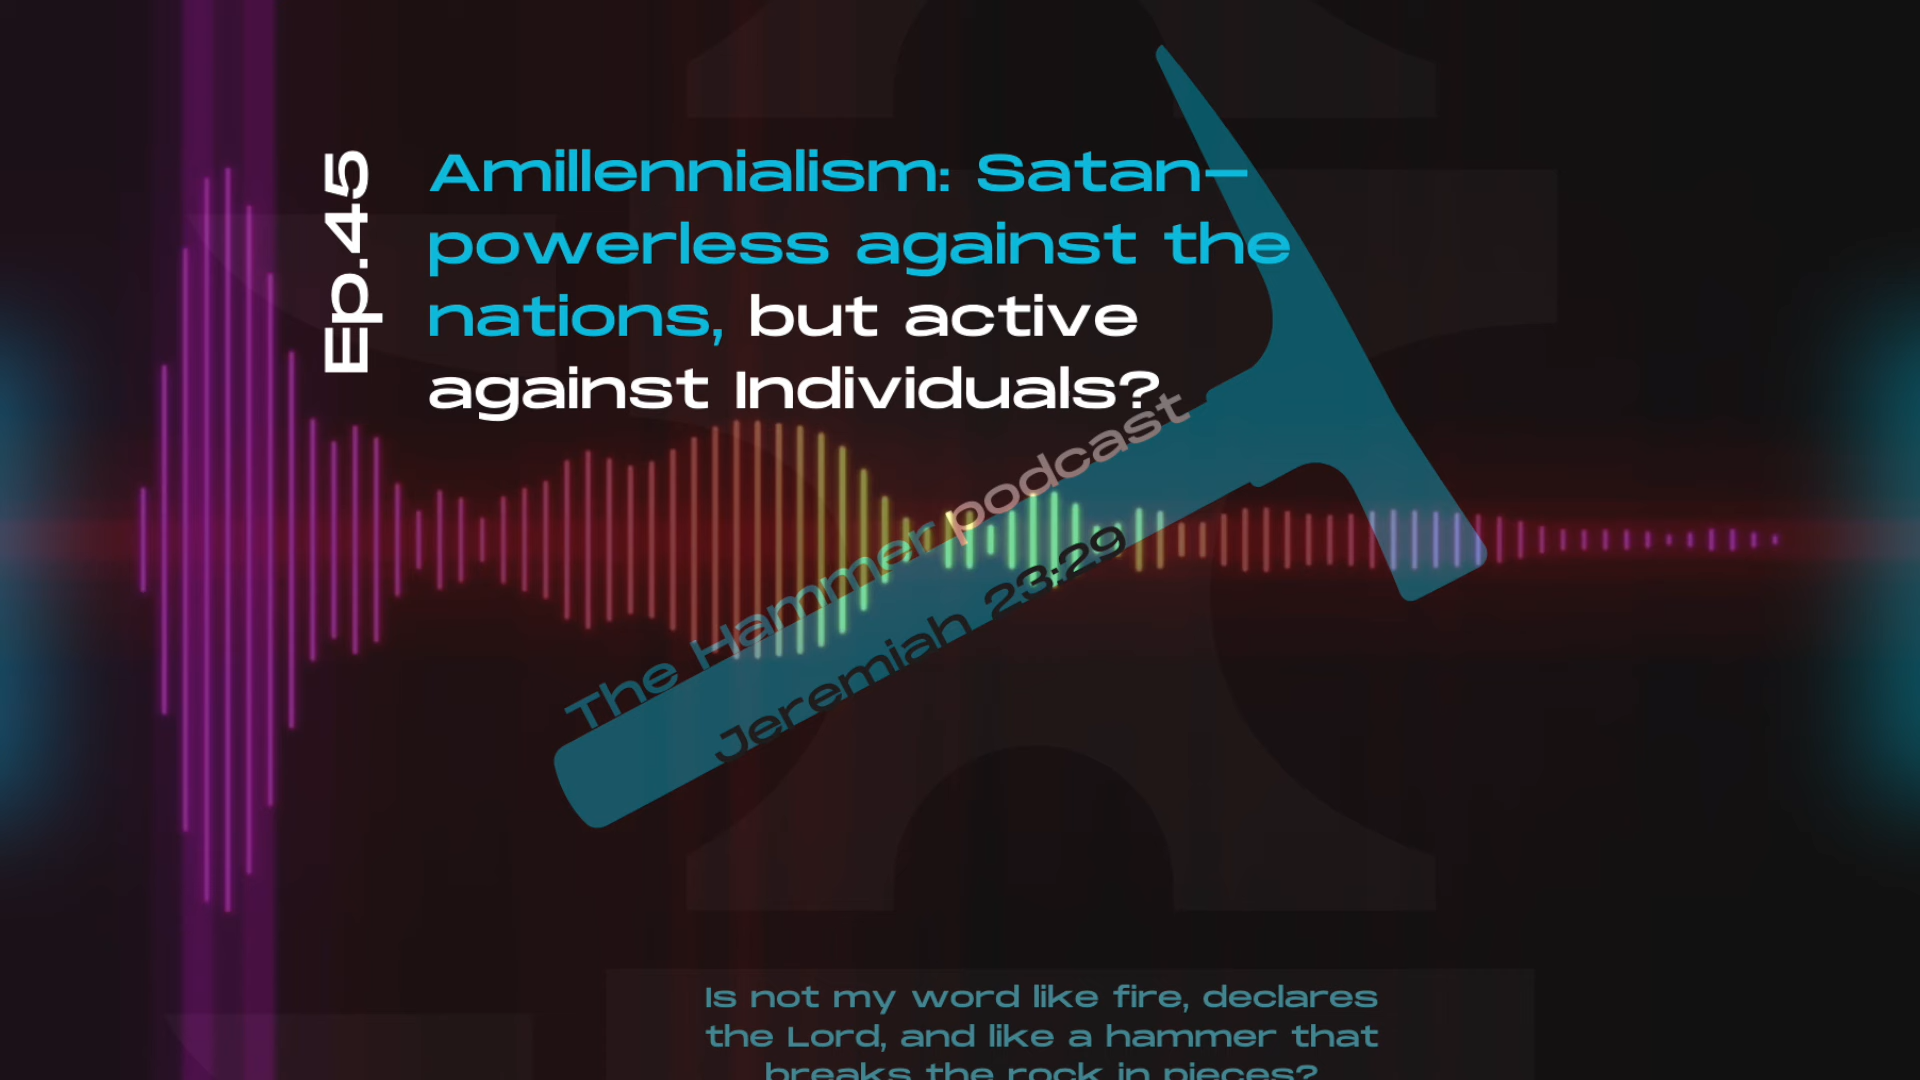 Ep.45
Amillennialism: Satan—
powerless against the
nations, but active
against Individuals?
The Hammer podcast
Jeremiah 23:29
Is not my word like fire, declares
the Lord, and like a hammer that
breaks the rock in pieces?